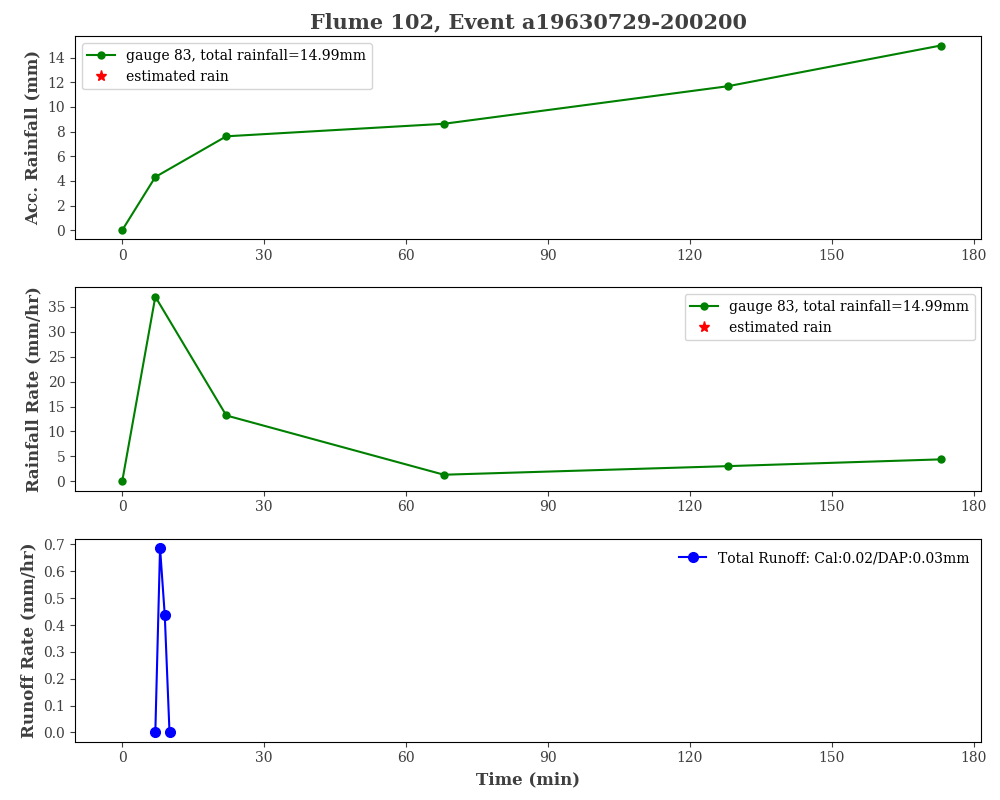 Flume 102, Event a19630729-200200
Acc. Rainfall (mm)
14
12
10
8
6
4
2
0
gauge 83, total rainfall=14.99mm
estimated rain
0 30 60 90 120 150 180
Rainfall Rate (mm/hr)
35
30
25
20
15
10
5
0
gauge 83, total rainfall=14.99mm
estimated rain
0 30 60 90 120 150 180
Runoff Rate (mm/hr)
0.7
0.6
0.5
0.4
0.3
0.2
0.1
0.0
Total Runoff: Cal:0.02/DAP:0.03mm
0 30 60 90 120 150 180
Time (min)